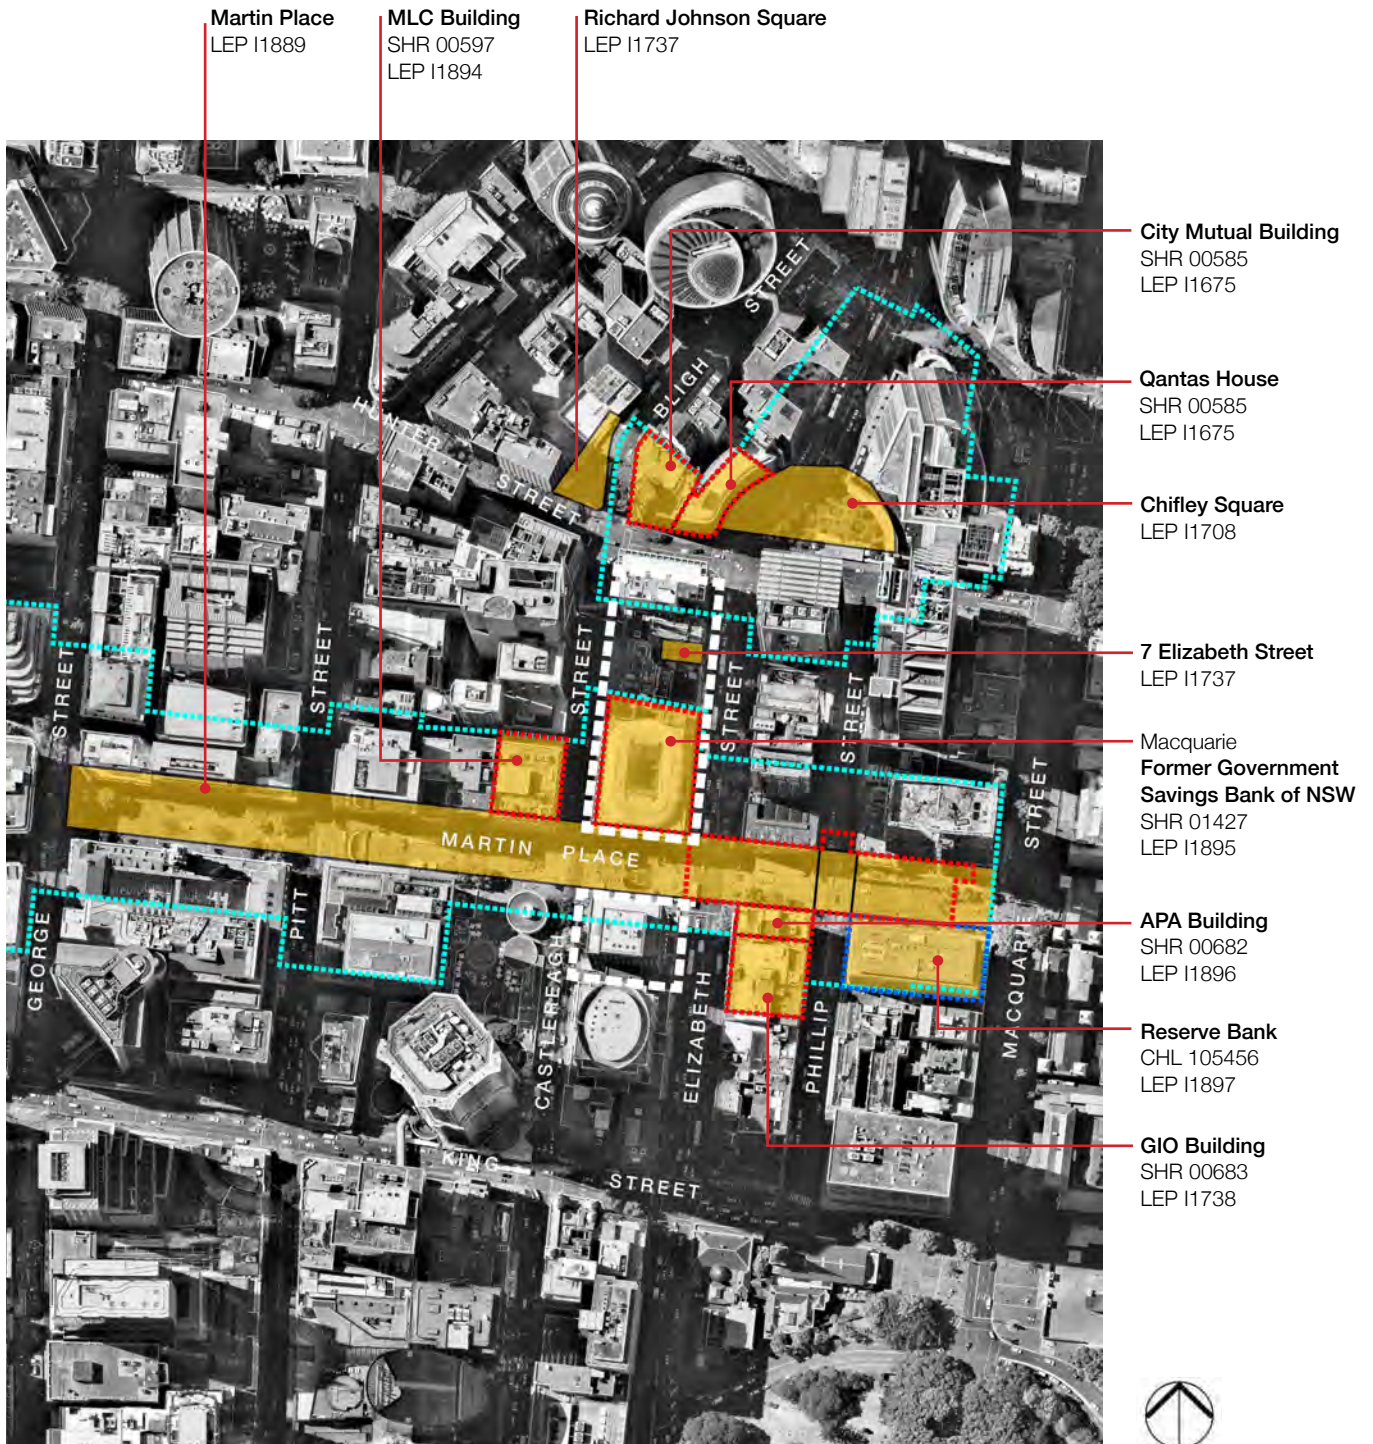 Martin Place
LEP I1889
MLC Building
SHR 00597
LEP I1894
Richard Johnson Square
LEP I1737
City Mutual Building
SHR 00585
LEP I1675
Qantas House
SHR 00585
LEP I1675
Chifley Square
LEP I1708
7 Elizabeth Street
LEP I1737
Macquarie
Former Government
Savings Bank of NSW
SHR 01427
LEP I1895
APA Building
SHR 00682
LEP I1896
Reserve Bank
CHL 105456
LEP I1897
GIO Building
SHR 00683
LEP I1738
BLIGH STREET
HUNTER STREET
STREET
STREET
STREET
STREET
STREET
STREET
MARTIN PLACE
GEORGE
PITT
CASTLEREAGH
ELIZABETH
PHILLIP
MACQUARIE
KING STREET